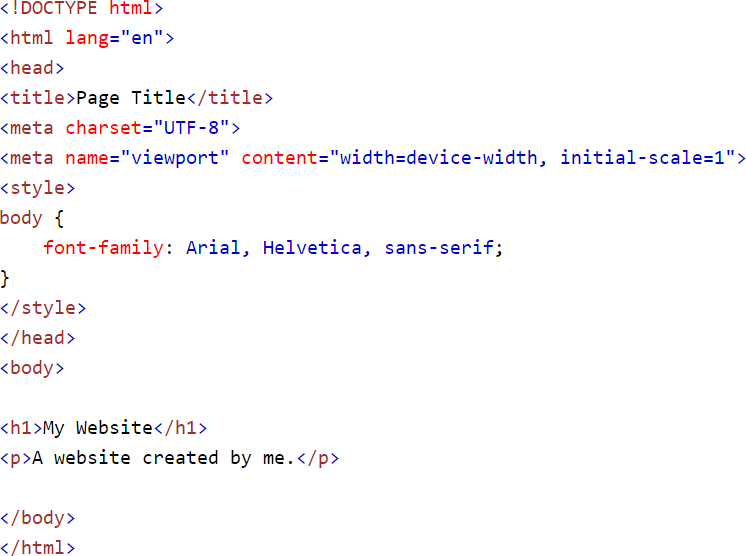 <!DOCTYPE html>
<html lang="en">
<head>
<title>Page Title</title>
<meta charset="UTF-8">
<meta name="viewport" content="width=device-width, initial-scale=1">
<style>
body {
    font-family: Arial, Helvetica, sans-serif;
}
</style>
</head>
<body>

<h1>My Website</h1>
<p>A website created by me.</p>

</body>
</html>